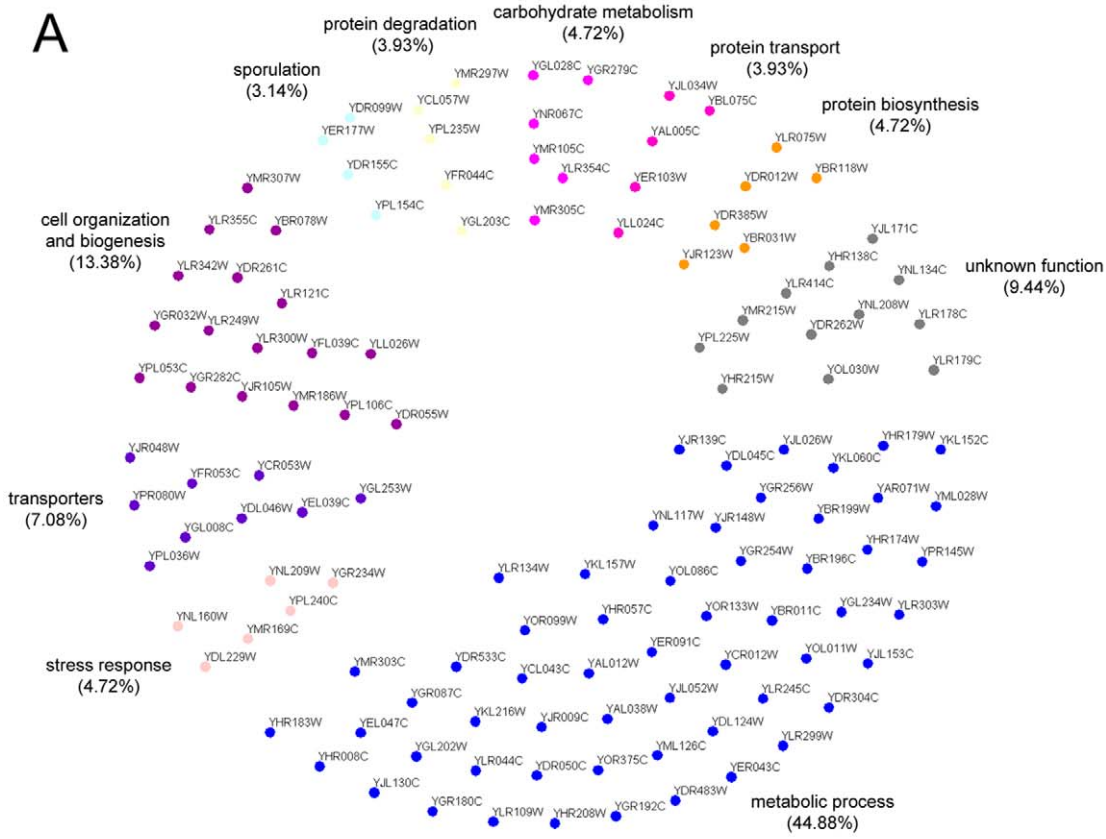 A
carbohydrate metabolism
(4.72%)
protein degradation
(3.93%)
protein transport
(3.93%)
sporulation
(3.14%)
protein biosynthesis
(4.72%)
YMR297W
YGL028C
YGR279C
YJL034W
YBL075C
YDR099W
YCL057W
YNR067C
YER177W
YPL235W
YAL005C
YLR075W
YMR105C
YDR155C
YLR354C
YER103W
YDR012W
YBR118W
YMR307W
YFR044C
YPL154C
YGL203C
YMR305C
YLL024C
YDR385W
YLR355C
YBR078W
YBR031W
YJR123W
cell organization
and biogenesis
(13.38%)
YJL171C
YHR138C
YNL134C
unknown function
(9.44%)
YLR342W
YDR261C
YLR121C
YLR414C
YMR215W
YNL208W
YLR178C
YGR032W
YLR249W
YLR300W
YFL039C
YLL026W
YPL225W
YDR262W
YPL053C
YGR282C
YJR105W
YMR186W
YPL106C
YDR055W
YHR215W
YOL030W
YLR179C
YJR048W
YFR053C
YCR053W
YJR139C
YDL045C
YJL026W
YKL060C
YHR179W
YKL152C
transporters
(7.08%)
YPR080W
YGL008C
YDL046W
YEL039C
YGL253W
YPL036W
YGR256W
YAR071W
YML028W
YNL117W
YJR148W
YBR199W
YNL209W
YGR234W
YLR134W
YKL157W
YOL086C
YGR254W
YBR196C
YHR174W
YPR145W
YPL240C
YNL160W
YMR169C
YDL229W
YOR099W
YHR057C
YOR133W
YBR011C
YGL234W
YLR303W
stress response
(4.72%)
YMR303C
YDR533C
YCL043C
YAL012W
YER091C
YCR012W
YOL011W
YJL153C
YGR087C
YKL216W
YJR009C
YAL038W
YJL052W
YLR245C
YDR304C
YHR183W
YEL047C
YDL124W
YLR299W
YHR008C
YGL202W
YLR044C
YDR050C
YOR375C
YML126C
YER043C
YJL130C
YGR180C
YLR109W
YHR208W
YGR192C
YDR483W
metabolic process
(44.88%)